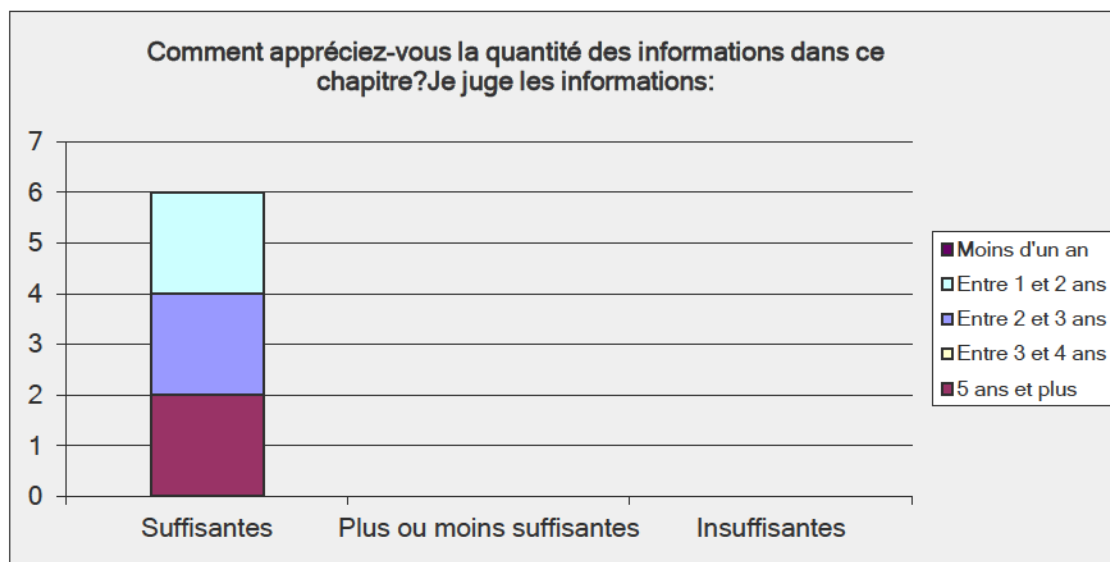 Comment appréciez-vous la quantité des informations dans ce
chapitre?Je juge les informations:
7
6
5
4
3
2
1
0
Suffisantes
Plus ou moins suffisantes
Insuffisantes
Moins d'un an
Entre 1 et 2 ans
Entre 2 et 3 ans
Entre 3 et 4 ans
5 ans et plus